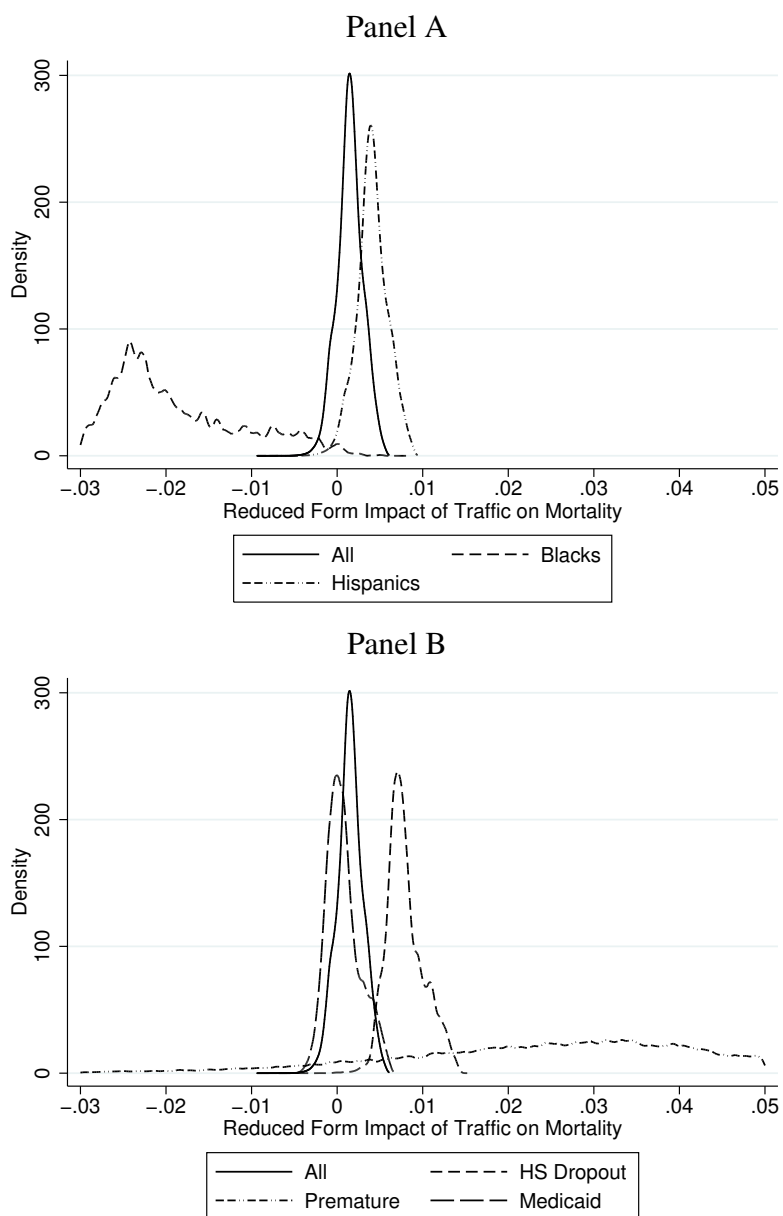 Panel A
300
200
100
0
Density
−.03 −.02 −.01 0 .01 .02 .03 .04 .05
Reduced Form Impact of Traffic on Mortality
All Blacks
Hispanics
Panel B
300
200
100
0
Density
−.03 −.02 −.01 0 .01 .02 .03 .04 .05
Reduced Form Impact of Traffic on Mortality
All HS Dropout
Premature Medicaid